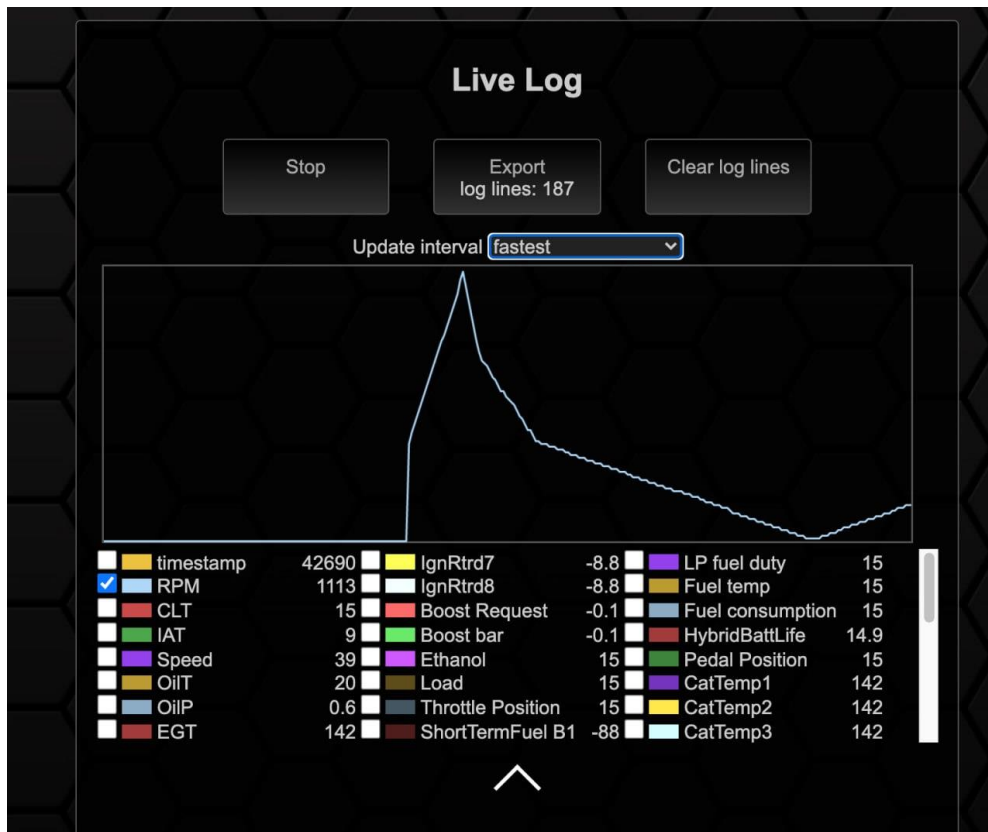 Live Log
Stop
Export
log lines: 187
Clear log lines
Update interval fastest
timestamp 42690 IgnRtrd7 -8.8 LP fuel duty 15
RPM 1113 IgnRtrd8 -8.8 Fuel temp 15
CLT 15 Boost Request -0.1 Fuel consumption 15
IAT 9 Boost bar -0.1 HybridBattLife 14.9
Speed 39 Ethanol 15 Pedal Position 15
OilT 20 Load 15 CatTemp1 142
OilP 0.6 Throttle Position 15 CatTemp2 142
EGT 142 ShortTermFuel B1 -88 CatTemp3 142